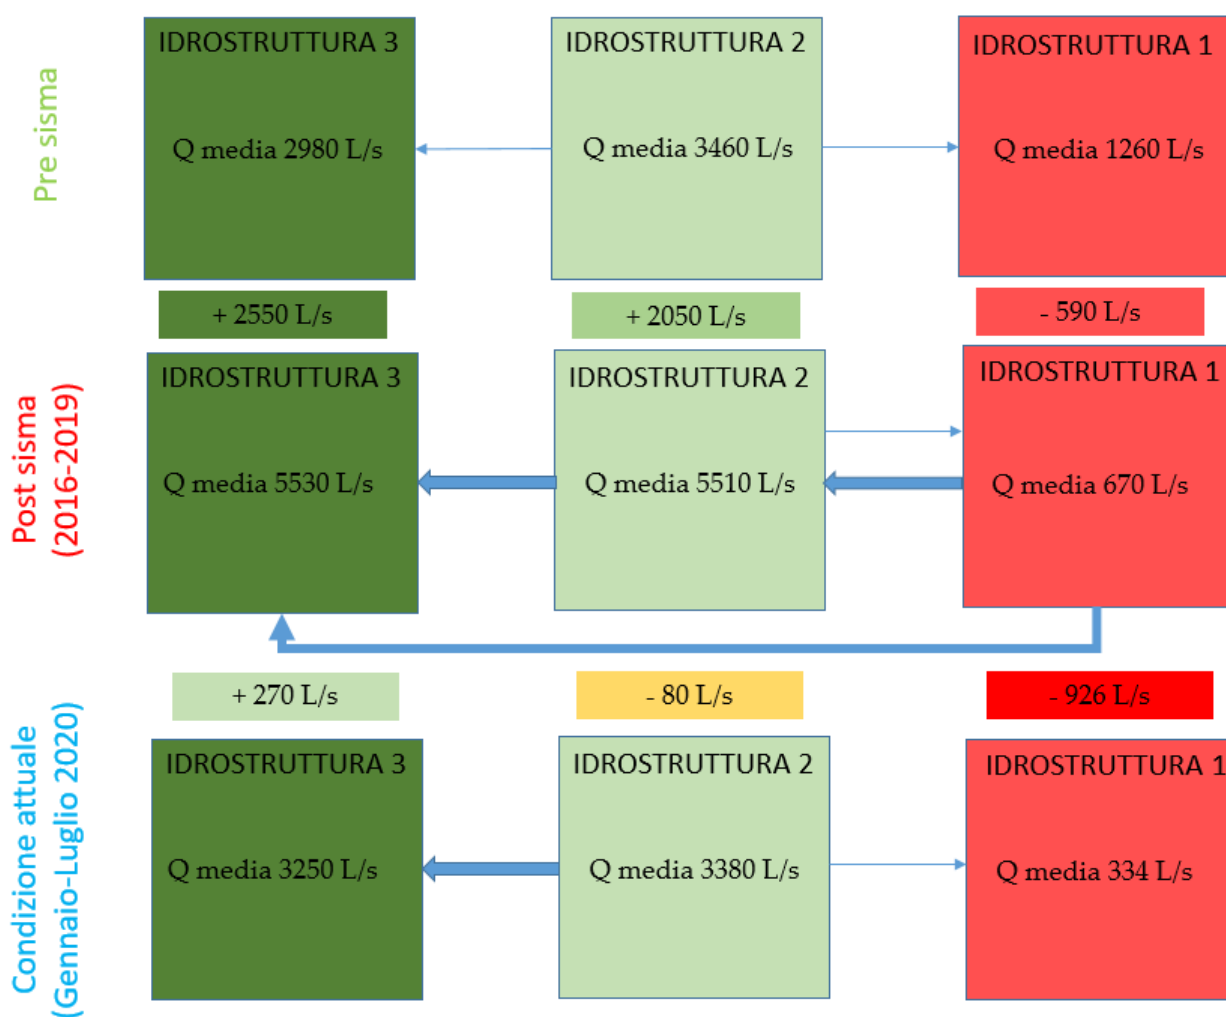 Pre sisma
IDROSTRUTTURA 3
Q media 2980 L/s
IDROSTRUTTURA 2
Q media 3460 L/s
IDROSTRUTTURA 1
Q media 1260 L/s
+ 2550 L/s
+ 2050 L/s
- 590 L/s
Post sisma
(2016-2019)
IDROSTRUTTURA 3
Q media 5530 L/s
IDROSTRUTTURA 2
Q media 5510 L/s
IDROSTRUTTURA 1
Q media 670 L/s
+ 270 L/s
- 80 L/s
- 926 L/s
Condizione attuale
(Gennaio-Luglio 2020)
IDROSTRUTTURA 3
Q media 3250 L/s
IDROSTRUTTURA 2
Q media 3380 L/s
IDROSTRUTTURA 1
Q media 334 L/s